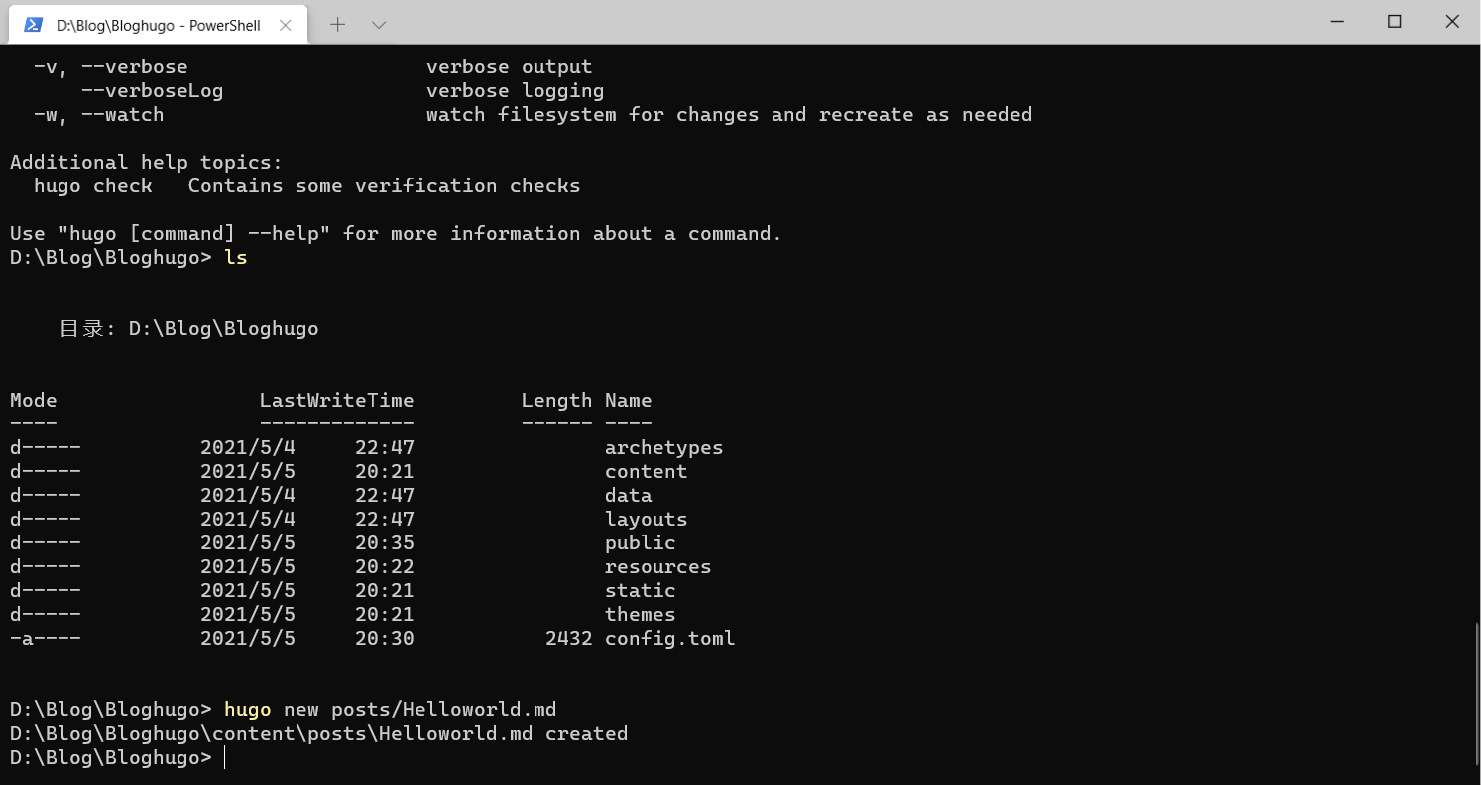 D:\Blog\Bloghugo - PowerShell
-v, --verbose                  verbose output
      --verboseLog                 verbose logging
-w, --watch                      watch filesystem for changes and recreate as needed
Additional help topics:
hugo check   Contains some verification checks
Use "hugo [command] --help" for more information about a command.
D:\Blog\Bloghugo> ls
目录: D:\Blog\Bloghugo
Mode                 LastWriteTime         Length Name
----                 -------------         ------ ----
d-----          2021/5/4     22:47                archetypes
d-----          2021/5/5     20:21                content
d-----          2021/5/4     22:47                data
d-----          2021/5/4     22:47                layouts
d-----          2021/5/5     20:35                public
d-----          2021/5/5     20:22                resources
d-----          2021/5/5     20:21                static
d-----          2021/5/5     20:21                themes
-a----          2021/5/5     20:30           2432 config.toml
D:\Blog\Bloghugo> hugo new posts/Helloworld.md
D:\Blog\Bloghugo\content\posts\Helloworld.md created
D:\Blog\Bloghugo>